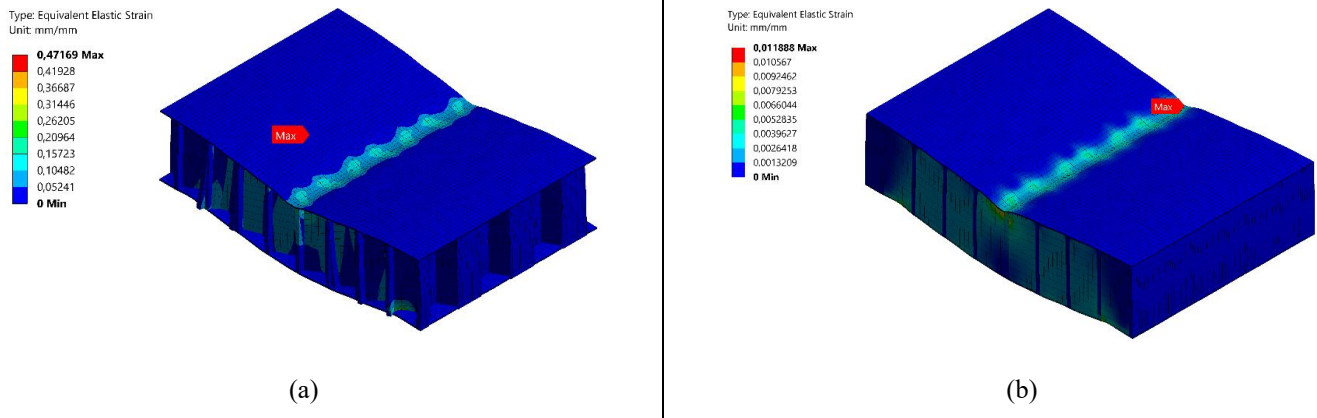 Type: Equivalent Elastic Strain
Unit: mm/mm
0,47169 Max
0,41928
0,36687
0,31446
0,26205
0,20964
0,15723
0,10482
0,05241
0 Min
Max
(a)
Type: Equivalent Elastic Strain
Unit: mm/mm
0,011888 Max
0,010567
0,0092462
0,0079253
0,0066044
0,0052835
0,0039627
0,0026418
0,0013209
0 Min
Max
(b)